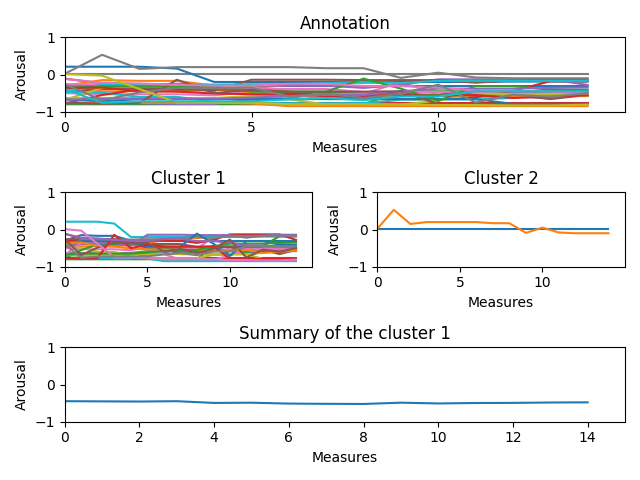 Annotation
Arousal
1
0
−1
0 5 10
Measures
Cluster 1 Cluster 2
Arousal Arousal
1 1
0 0
−1 −1
0 5 10 0 5 10
Measures Measures
Summary of the cluster 1
Arousal
1
0
−1
0 2 4 6 8 10 12 14
Measures